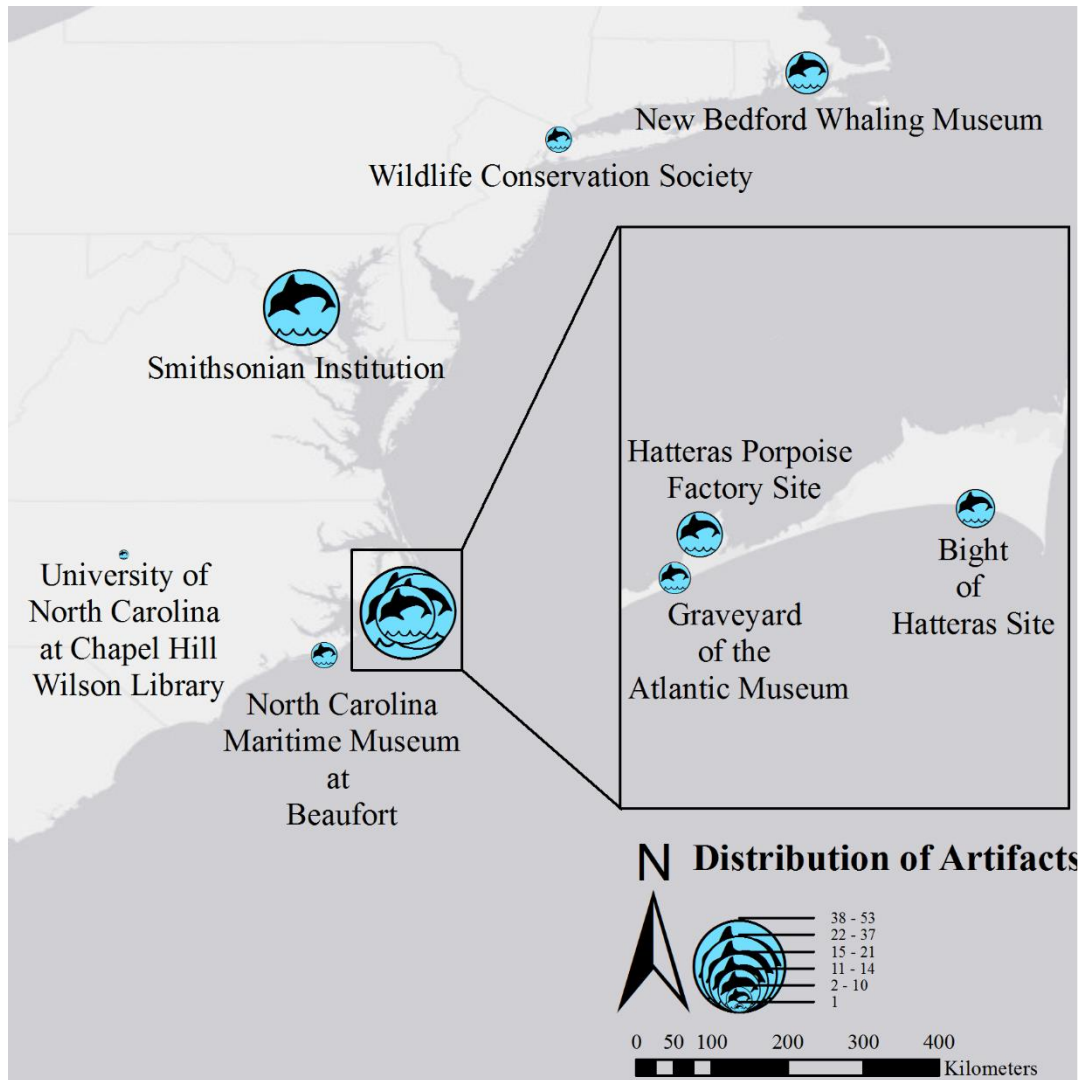 New Bedford Whaling Museum
Wildlife Conservation Society
Smithsonian Institution
Hatteras Porpoise
Factory Site
Bight
of
Hatteras Site
Graveyard
of the
Atlantic Museum
University of
North Carolina
at Chapel Hill
Wilson Library
North Carolina
Maritime Museum
at
Beaufort
N
Distribution of Artifacts
38 - 53
22 - 37
15 - 21
11 - 14
2 - 10
1
0 50 100 200 300 400
Kilometers